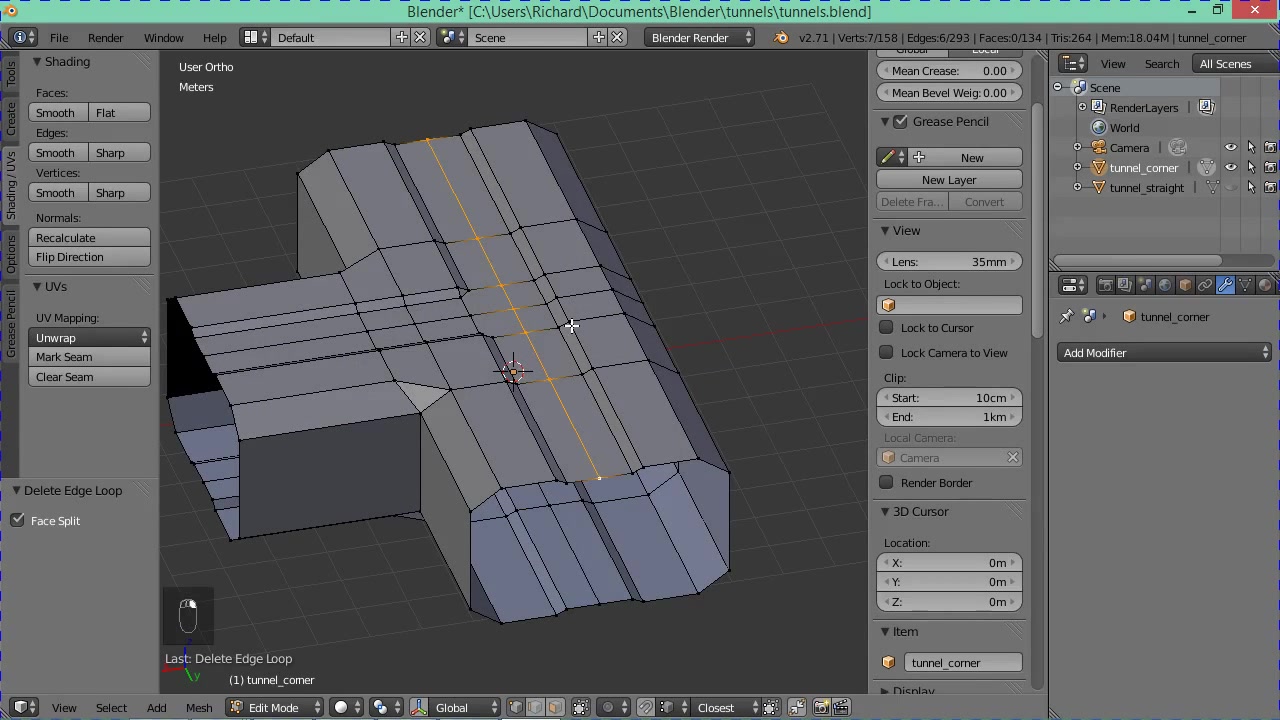 Blender* [C:\Users\Richard\Documents\Blender\tunnels\tunnels.blend]
File Render Window Help Default Scene Blender Render v2.71 | Verts:7/158 | Edges:6/293 | Faces:0/134 | Tris:264 | Mem:18.04M | tunnel_corner
Tools
Create
Shading / UVs
Options
Grease Pencil
Shading
Faces:
Smooth Flat
Edges:
Smooth Sharp
Vertices:
Smooth Sharp
Normals:
Recalculate
Flip Direction
UVs
UV Mapping:
Unwrap
Mark Seam
Clear Seam
Delete Edge Loop
Face Split
User Ortho
Meters
Last: Delete Edge Loop
y
(1) tunnel_corner
View Select Add Mesh Edit Mode Global Closest
Global Local
Mean Crease: 0.00
Mean Bevel Weig: 0.00
Grease Pencil
New
New Layer
Delete Fra... Convert
View
Lens: 35mm
Lock to Object:
Lock to Cursor
Lock Camera to View
Clip:
Start: 10cm
End: 1km
Local Camera:
Camera
Render Border
3D Cursor
Location:
X: 0m
Y: 0m
Z: 0m
Item
tunnel_corner
Display
View Search All Scenes
Scene
RenderLayers
World
Camera
tunnel_corner
tunnel_straight
tunnel_corner
Add Modifier